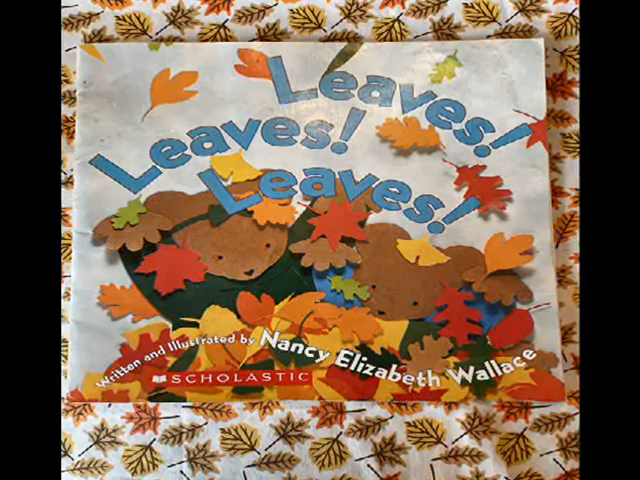 Leaves!
Leaves!
Leaves!
Written and Illustrated by Nancy Elizabeth Wallace
SCHOLASTIC